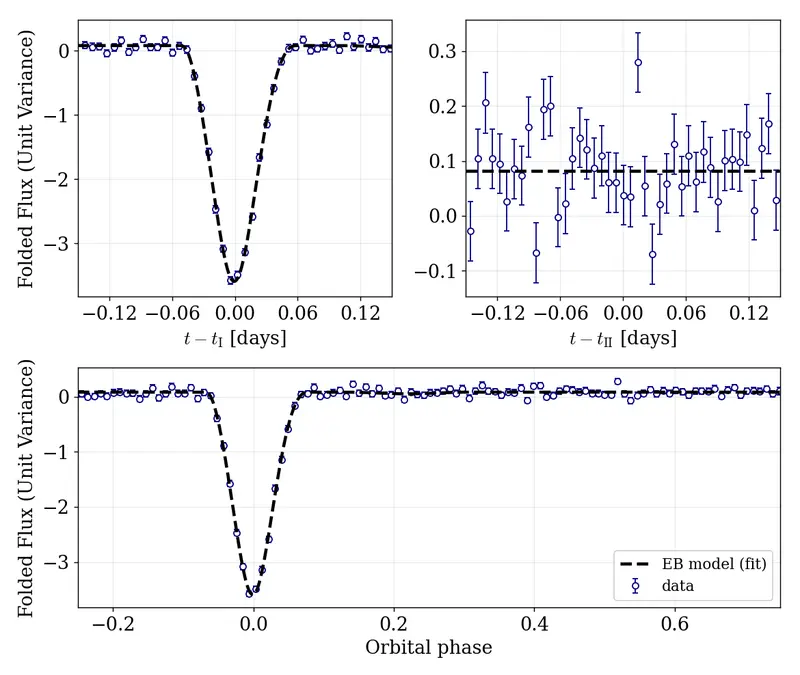 Folded Flux (Unit Variance)
0
−1
−2
−3
−0.12 −0.06 0.00 0.06 0.12
t − tI [days]
0.3
0.2
0.1
0.0
−0.1
−0.12 −0.06 0.00 0.06 0.12
t − tII [days]
Folded Flux (Unit Variance)
0
−1
−2
−3
−0.2 0.0 0.2 0.4 0.6
Orbital phase
EB model (fit)
data